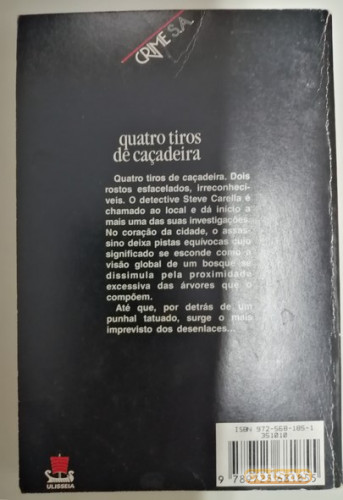 CRIME S.A.
quatro tiros
de caçadeira
Quatro tiros de caçadeira. Dois
rostos esfacelados, irreconhecí-
veis. O detective Steve Carella é
chamado ao local e dá início a
mais uma das suas investigações.
No coração da cidade, o assas-
sino deixa pistas equívocas cujo
significado se esconde como a
visão global de um bosque se
dissimula pela proximidade
excessiva das árvores que o
compõem.
Até que, por detrás de um
punhal tatuado, surge o mais
imprevisto dos desenlaces...
ISBN: 972-568-185-1
351010
ULISSEIA